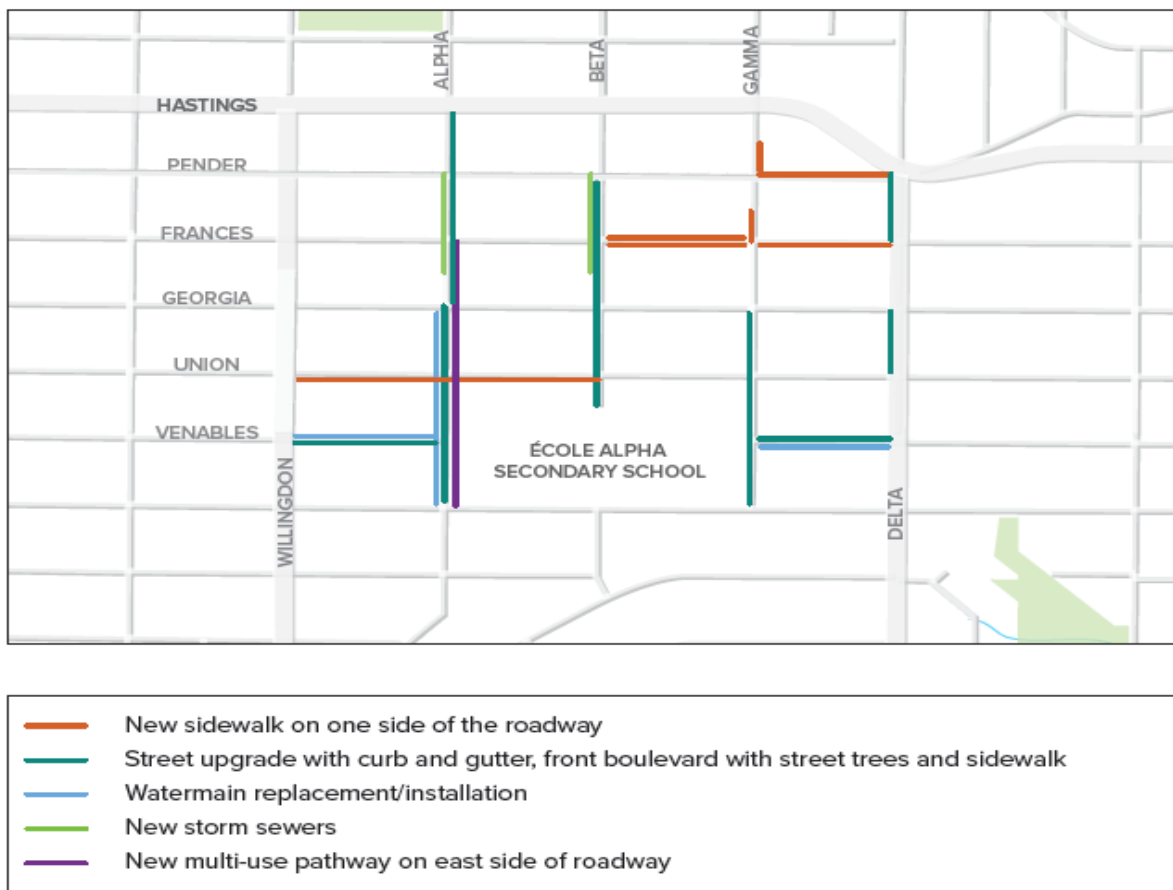 ALPHA
BETA
GAMMA
HASTINGS
PENDER
FRANCES
GEORGIA
UNION
VENABLES
ÉCOLE ALPHA
SECONDARY SCHOOL
WILLINGDON
DELTA
New sidewalk on one side of the roadway
Street upgrade with curb and gutter, front boulevard with street trees and sidewalk
Watermain replacement/installation
New storm sewers
New multi-use pathway on east side of roadway